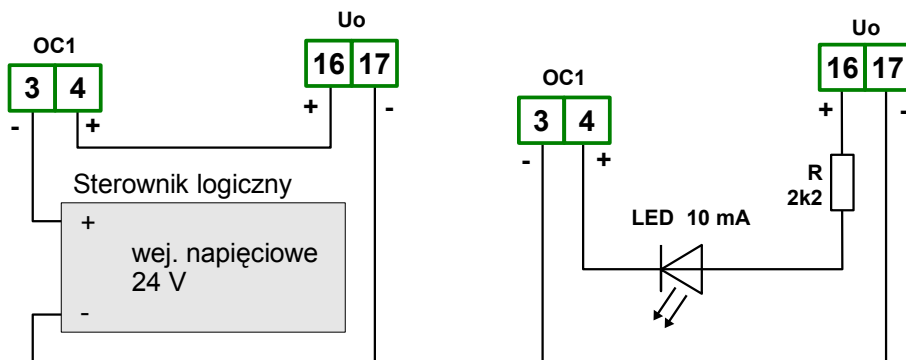 OC1
3 4
- +
Uo
16 17
+ -
Sterownik logiczny
+
wej. napięciowe
24 V
-
OC1
3 4
- +
Uo
16 17
+ -
R
2k2
LED 10 mA